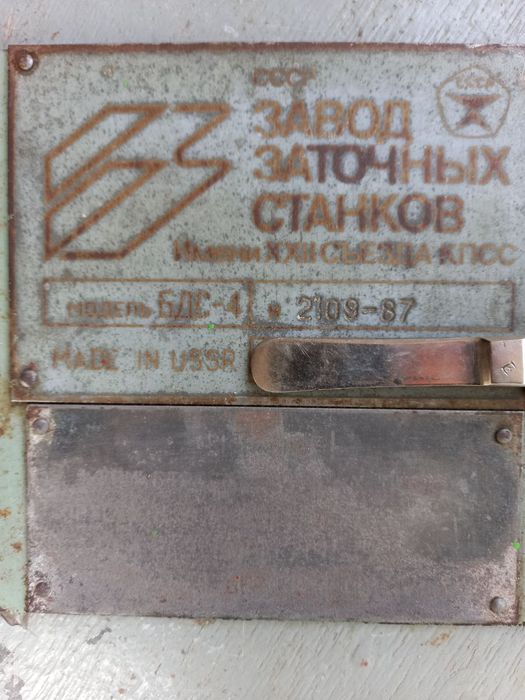 СССР
ЗАВОД
ЗАТОЧНЫХ
СТАНКОВ
Имени XXII СЪЕЗДА КПСС
МОДЕЛЬ БДС-4 № 2109-87
MADE IN USSR